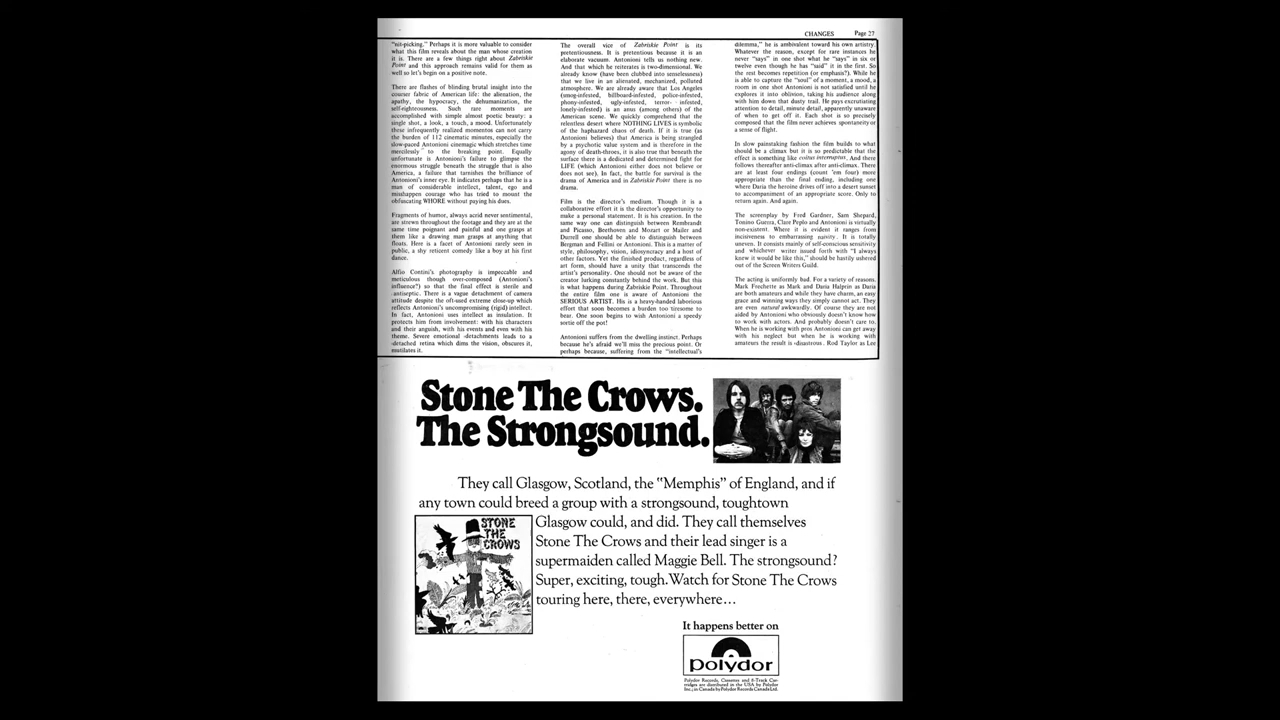 CHANGES Page 27
"nit-picking." Perhaps it is more valuable to consider
what this film reveals about the man whose creation
it is. There are a few things right about Zabriskie
Point and this approach remains valid for them as
well so let's begin on a positive note.
There are flashes of blinding brutal insight into the
coarser fabric of American life: the alienation, the
apathy, the hypocrisy, the dehumanization, the
self-righteousness. Such rare moments are
accomplished with simple almost poetic beauty: a
single shot, a look, a touch, a mood. Unfortunately
these infrequently realized momentos can not carry
the burden of 112 cinematic minutes, especially the
slow-paced Antonioni cinemagic which stretches time
mercilessly to the breaking point. Equally
unfortunate is Antonioni's failure to glimpse the
enormous struggle beneath the struggle that is also
America, a failure that tarnishes the brilliance of
Antonioni's inner eye. It indicates perhaps that he is a
man of considerable intellect, talent, ego and
misshappen courage who has tried to mount the
obfuscating WHORE without paying his dues.
Fragments of humor, always acid never sentimental,
are strewn throughout the footage and they are at the
same time poignant and painful and one grasps at
them like a drawing man grasps at anything that
floats. Here is a facet of Antonioni rarely seen in
public, a shy reticent comedy like a boy at his first
dance.
Alfio Contini's photography is impeccable and
meticulous though over-composed (Antonioni's
influence?) so that the final effect is sterile and
antiseptic. There is a vague detachment of camera
attitude despite the oft-used extreme close-up which
reflects Antonioni's uncompromising (rigid) intellect.
In fact, Antonioni uses intellect as insulation. It
protects him from involvement: with his characters
and their anguish, with his events and even with his
theme. Severe emotional detachments leads to a
detached retina which dims the vision, obscures it,
mutilates it.
The overall vice of Zabriskie Point is its
pretentiousness. It is pretentious because it is an
elaborate vacuum. Antonioni tells us nothing new.
And that which he reiterates is two-dimensional. We
already know (have been clubbed into senselessness)
that we live in an alienated, mechanized, polluted
atmosphere. We are already aware that Los Angeles
(smog-infested, billboard-infested, police-infested,
phony-infested, ugly-infested, terror- infested,
lonely-infested) is an anus (among others) of the
American scene. We quickly comprehend that the
relentless desert where NOTHING LIVES is symbolic
of the haphazard chaos of death. If it is true (as
Antonioni believes) that America is being strangled
by a psychotic value system and is therefore in the
agony of death-throes, it is also true that beneath the
surface there is a dedicated and determined fight for
LIFE (which Antonioni either does not believe or
does not see). In fact, the battle for survival is the
drama of America and in Zabriskie Point there is no
drama.
Film is the director's medium. Though it is a
collaborative effort it is the director's opportunity to
make a personal statement. It is his creation. In the
same way one can distinguish between Rembrandt
and Picasso, Beethoven and Mozart or Mailer and
Durrell one should be able to distinguish between
Bergman and Fellini or Antonioni. This is a matter of
style, philosophy, vision, idiosyncracy and a host of
other factors. Yet the finished product, regardless of
art form, should have a unity that transcends the
artist's personality. One should not be aware of the
creator lurking constantly behind the work. But this
is what happens during Zabriskie Point. Throughout
the entire film one is aware of Antonioni the
SERIOUS ARTIST. His is a heavy-handed laborious
effort that soon becomes a burden too tiresome to
bear. One soon begins to wish Antonioni a speedy
sortie off the pot!
Antonioni suffers from the dwelling instinct. Perhaps
because he's afraid we'll miss the precious point. Or
perhaps because, suffering from the "intellectual's
dilemma," he is ambivalent toward his own artistry.
Whatever the reason, except for rare instances he
never "says" in one shot what he "says" in six or
twelve even though he has "said" it in the first. So
the rest becomes repetition (or emphasis?). While he
is able to capture the "soul" of a moment, a mood, a
room in one shot Antonioni is not satisfied until he
explores it into oblivion, taking his audience along
with him down that dusty trail. He pays excrutiating
attention to detail, minute detail, apparently unaware
of when to get off it. Each shot is so precisely
composed that the film never achieves spontaneity or
a sense of flight.
In slow painstaking fashion the film builds to what
should be a climax but it is so predictable that the
effect is something like coitus interruptus. And there
follows thereafter anti-climax after anti-climax. There
are at least four endings (count 'em four) more
appropriate than the final ending, including one
where Daria the heroine drives off into a desert sunset
to accompaniment of an appropriate score. Only to
return again. And again.
The screenplay by Fred Gardner, Sam Shepard,
Tonino Guerra, Clare Peplo and Antonioni is virtually
non-existent. Where it is evident it ranges from
inciseness to embarrassing naivety. It is totally
uneven. It consists mainly of self-conscious sensitivity
and whichever writer issued forth with "I always
knew it would be like this," should be hastily ushered
out of the Screen Writers Guild.
The acting is uniformly bad. For a variety of reasons.
Mark Frechette as Mark and Daria Halprin as Daria
are both amateurs and while they have charm, an easy
grace and winning ways they simply cannot act. They
are even natural awkwardly. Of course they are not
aided by Antonioni who obviously doesn't know how
to work with actors. And probably doesn't care to.
When he is working with pros Antonioni can get away
with his neglect but when he is working with
amateurs the result is disastrous. Rod Taylor as Lee
Stone The Crows.
The Strongsound.
They call Glasgow, Scotland, the "Memphis" of England, and if
any town could breed a group with a strongsound, toughtown
Glasgow could, and did. They call themselves
Stone The Crows and their lead singer is a
supermaiden called Maggie Bell. The strongsound?
Super, exciting, tough. Watch for Stone The Crows
touring here, there, everywhere...
STONE
THE
CROWS
It happens better on
polydor
Polydor Records, Cassettes and 8-Track Car-
tridges are distributed in the USA by Polydor
Inc.; in Canada by Polydor Records Canada Ltd.